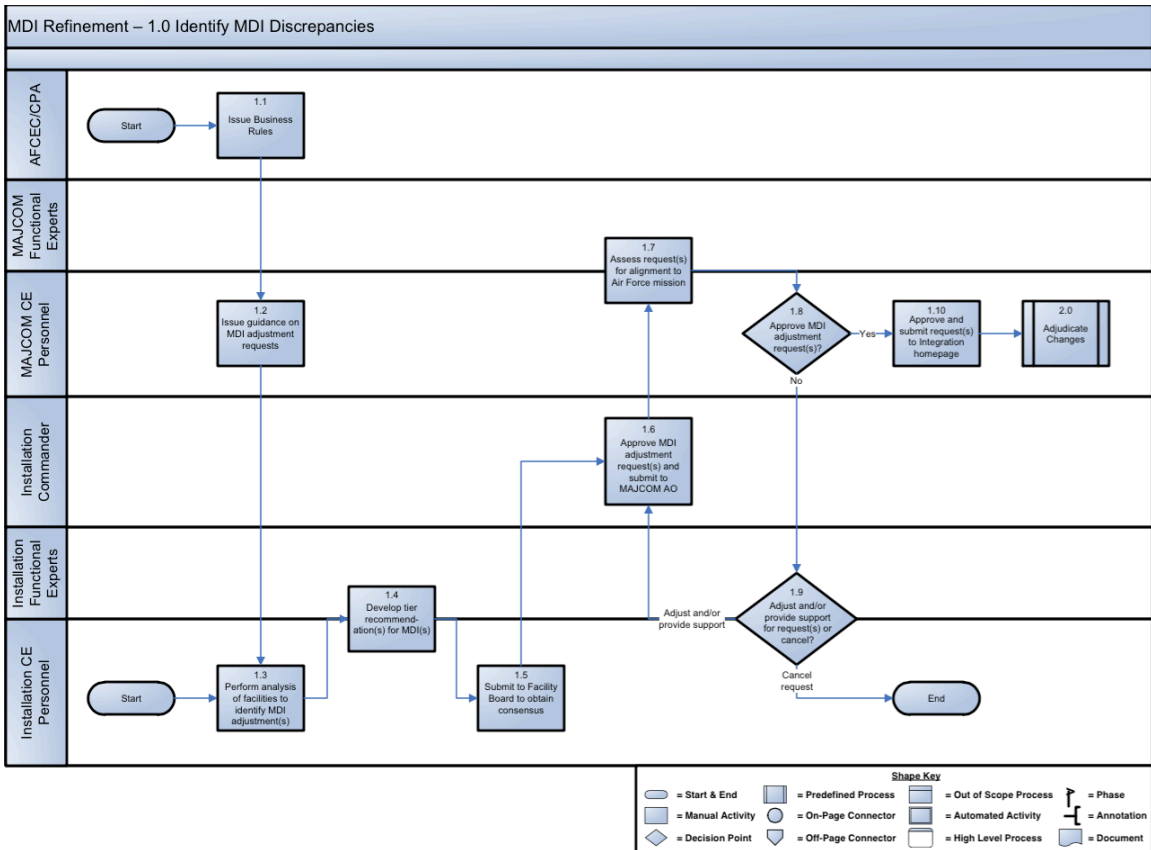 MDI Refinement – 1.0 Identify MDI Discrepancies
AFCEC/CPA
Start
1.1
Issue Business
Rules
MAJCOM
Functional
Experts
1.7
Assess request(s)
for alignment to
Air Force mission
MAJCOM CE
Personnel
1.2
Issue guidance on
MDI adjustment
requests
1.8
Approve MDI
adjustment
request(s)?
Yes
No
1.10
Approve and
submit request(s)
to Integration
homepage
2.0
Adjudicate
Changes
Installation
Commander
1.6
Approve MDI
adjustment
request(s) and
submit to
MAJCOM AO
Installation
Functional
Experts
1.4
Develop tier
recommend-
ation(s) for MDI(s)
Adjust and/or
provide support
1.9
Adjust and/or
provide support
for request(s) or
cancel?
Installation CE
Personnel
Start
1.3
Perform analysis
of facilities to
identify MDI
adjustment(s)
1.5
Submit to Facility
Board to obtain
consensus
Cancel
request
End
Shape Key
= Start & End
= Predefined Process
= Out of Scope Process
= Phase
= Manual Activity
= On-Page Connector
= Automated Activity
= Annotation
= Decision Point
= Off-Page Connector
= High Level Process
= Document